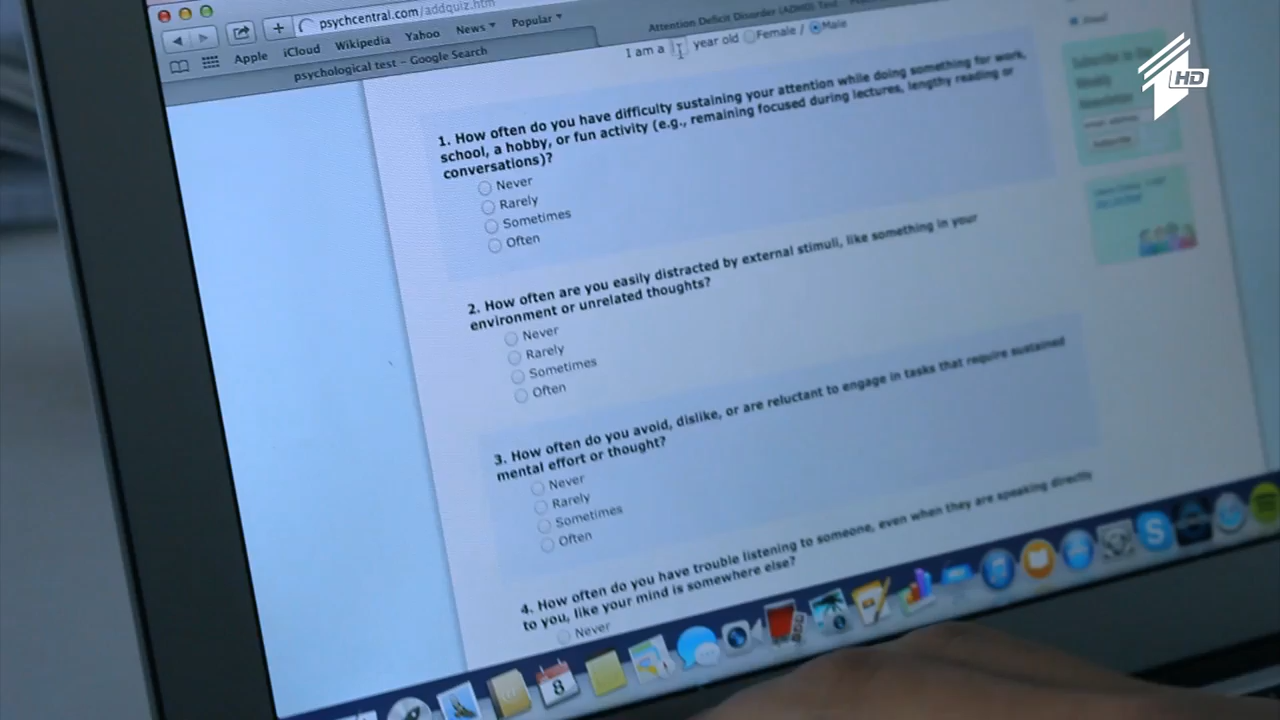 psychcentral.com/addquiz.htm
Apple iCloud Wikipedia Yahoo News Popular
psychological test – Google Search
Attention Deficit Disorder (ADHD) Test
I am a year old Female / Male
HD
1. How often do you have difficulty sustaining your attention while doing something for work,
school, a hobby, or fun activity (e.g., remaining focused during lectures, lengthy reading or
conversations)?
Never
Rarely
Sometimes
Often
2. How often are you easily distracted by external stimuli, like something in your
environment or unrelated thoughts?
Never
Rarely
Sometimes
Often
3. How often do you avoid, dislike, or are reluctant to engage in tasks that require sustained
mental effort or thought?
Never
Rarely
Sometimes
Often
4. How often do you have trouble listening to someone, even when they are speaking directly
to you, like your mind is somewhere else?
Never
8